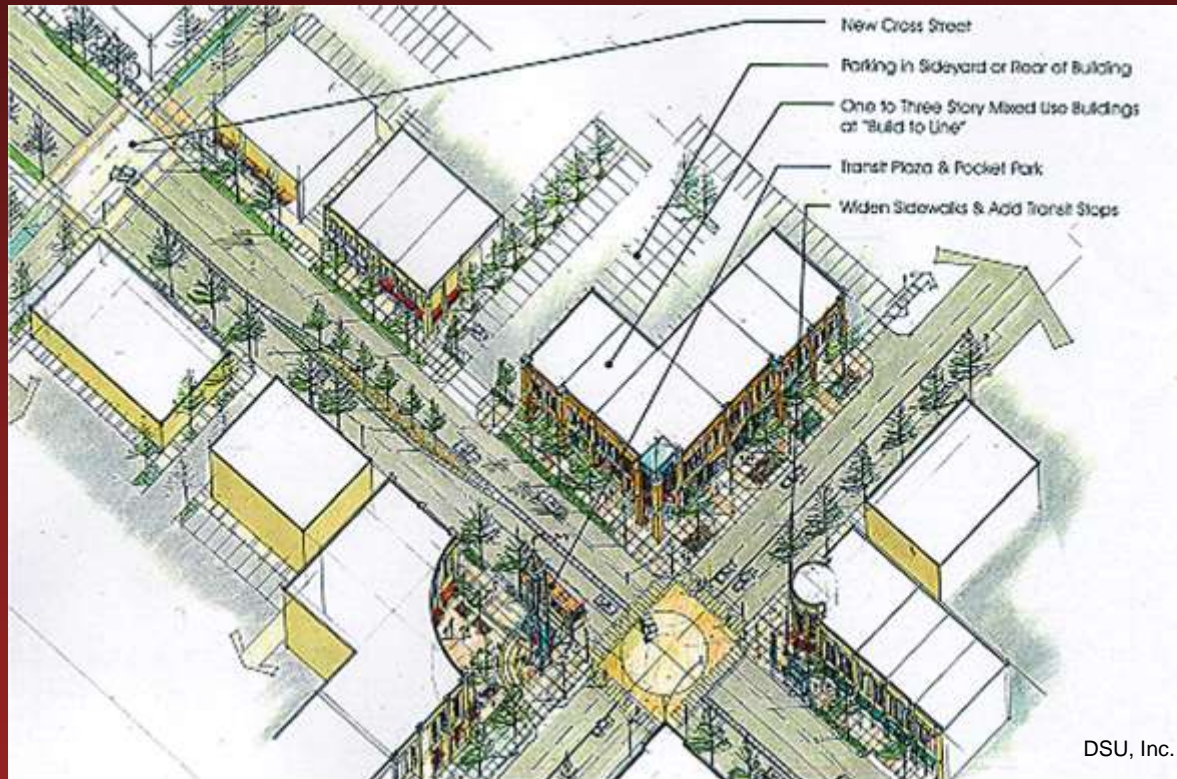 New Cross Street
Parking in Sideyard or Rear of Building
One to Three Story Mixed Use Buildings
at "Build to Line"
Transit Plaza & Pocket Park
Widen Sidewalks & Add Transit Stops
DSU, Inc.